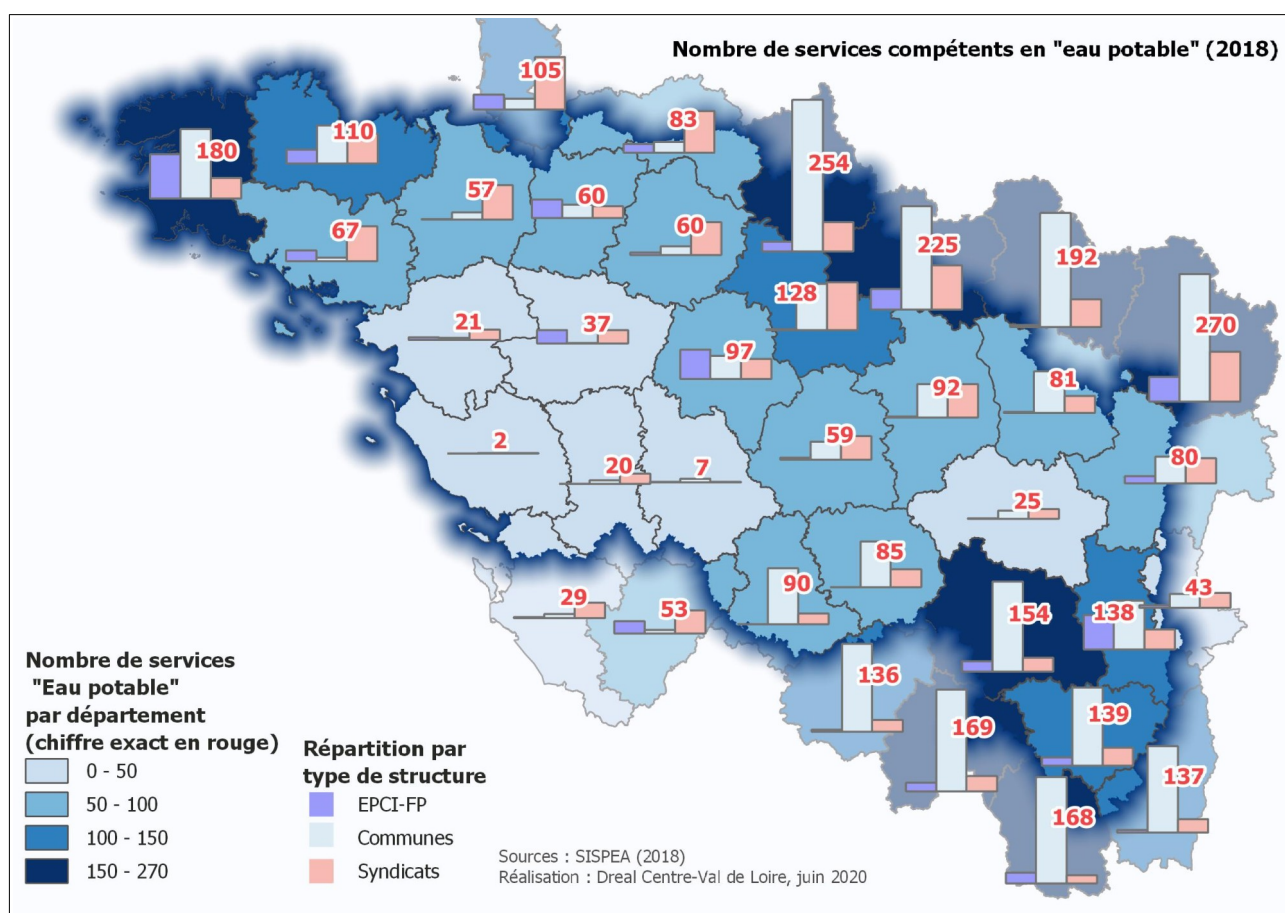 Nombre de services compétents en "eau potable" (2018)
105
83
110
180
254
57
60
60
67
225
192
128
270
21
37
97
92
81
59
2
20
7
80
25
85
90
43
29
53
154
138
136
169
139
137
168
Nombre de services
"Eau potable"
par département
(chiffre exact en rouge)
0 - 50
50 - 100
100 - 150
150 - 270
Répartition par
type de structure
EPCI-FP
Communes
Syndicats
Sources : SISPEA (2018)
Réalisation : Dreal Centre-Val de Loire, juin 2020